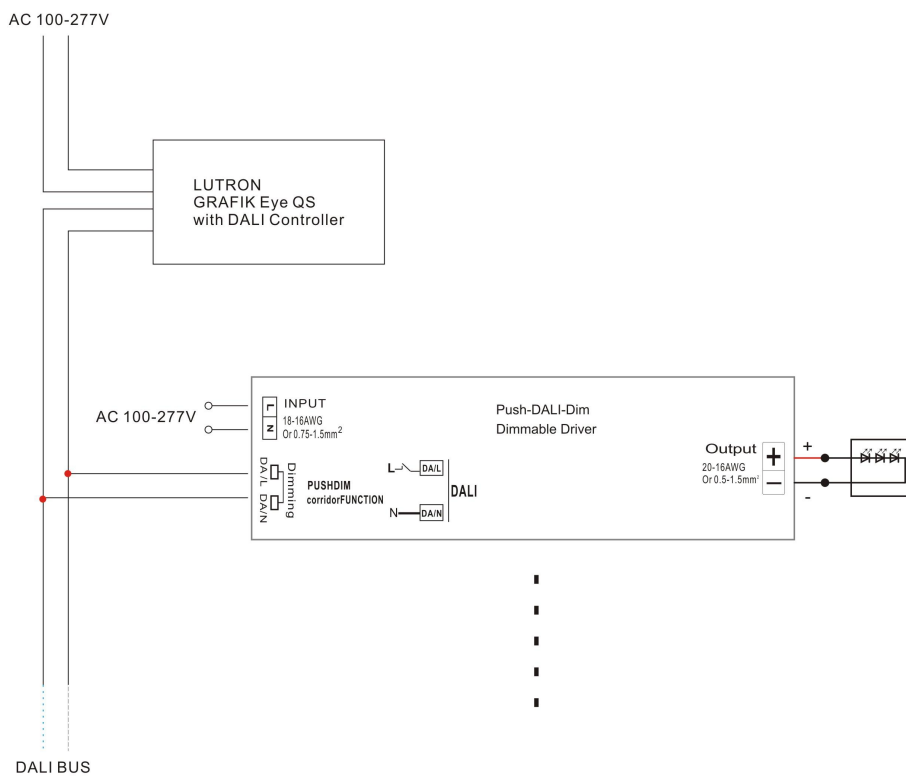 AC 100-277V
LUTRON
GRAFIK Eye QS
with DALI Controller
AC 100-277V
L
N
INPUT
18-16AWG
Or 0.75-1.5mm²
DA/L
DA/N
Dimming
PUSHDIM
corridorFUNCTION
L
DA/L
N
DA/N
DALI
Push-DALI-Dim
Dimmable Driver
Output
20-16AWG
Or 0.5-1.5mm²
+
−
+
-
DALI BUS